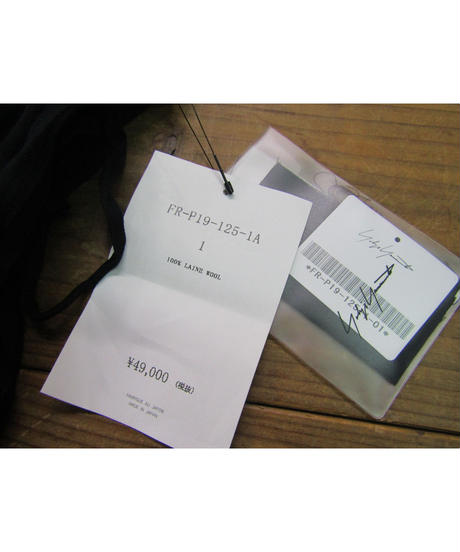 FR-P19-125-1A
1
100% LAINE WOOL
¥49,000 (税抜)
FABRIQUE AU JAPON
MADE IN JAPAN